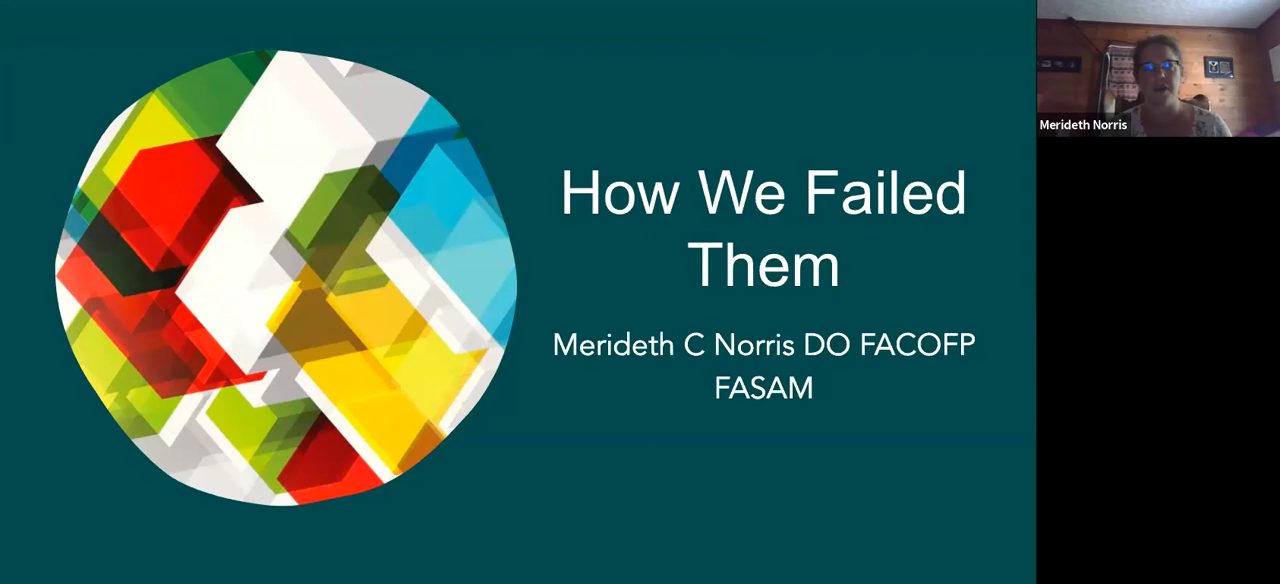 How We Failed
Them
Merideth C Norris DO FACOFP
FASAM
Merideth Norris